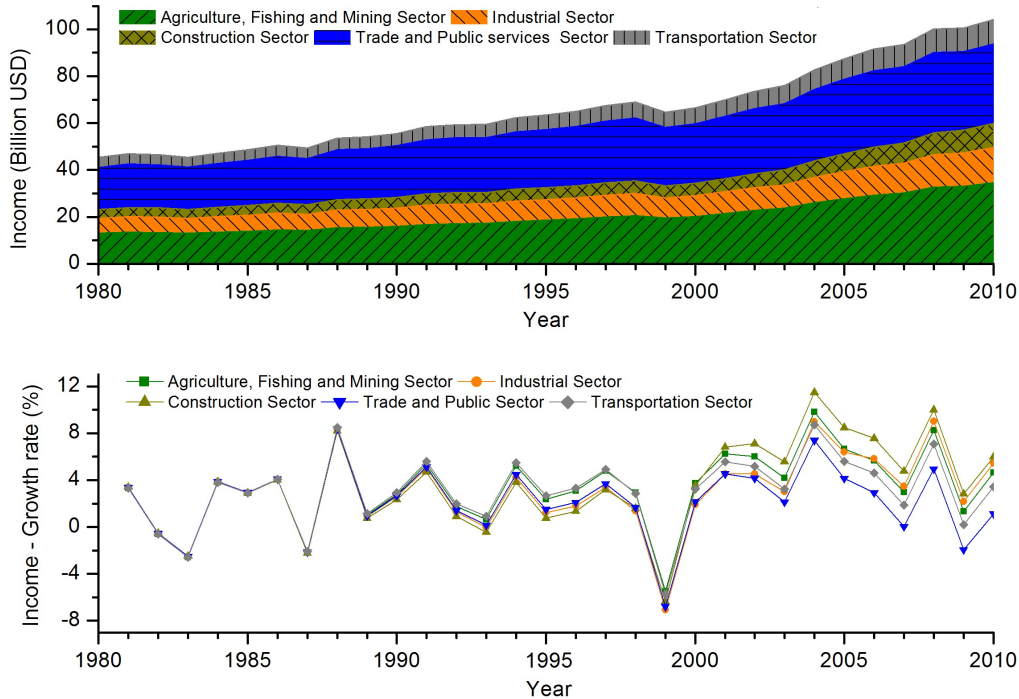 Agriculture, Fishing and Mining Sector Industrial Sector
Construction Sector Trade and Public services Sector Transportation Sector
Income (Billion USD)
100
80
60
40
20
0
1980 1985 1990 1995 2000 2005 2010
Year
Agriculture, Fishing and Mining Sector Industrial Sector
Construction Sector Trade and Public Sector Transportation Sector
Income - Growth rate (%)
12
8
4
0
-4
-8
1980 1985 1990 1995 2000 2005 2010
Year